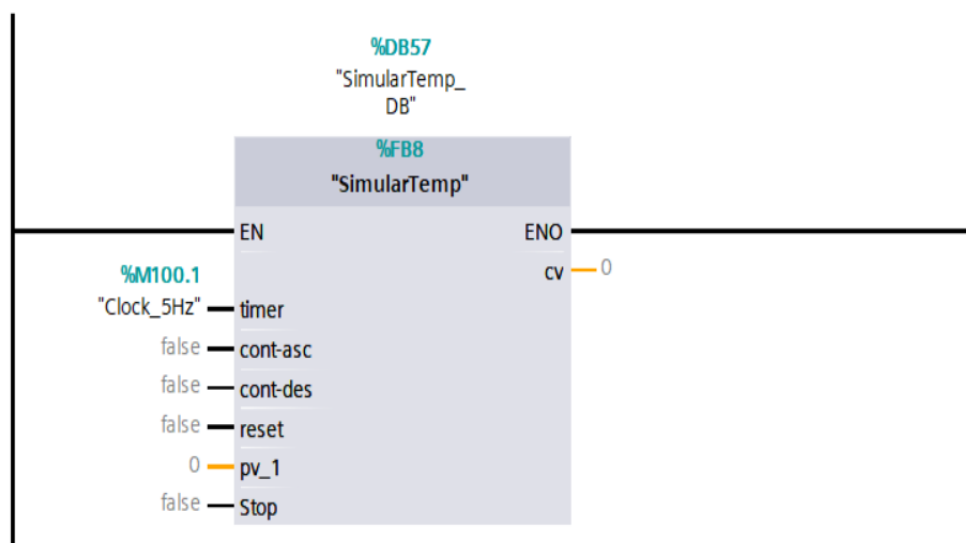 %DB57
"SimularTemp_
DB"
%FB8
"SimularTemp"
EN ENO
%M100.1 cv 0
"Clock_5Hz" timer
false cont-asc
false cont-des
false reset
0 pv_1
false Stop